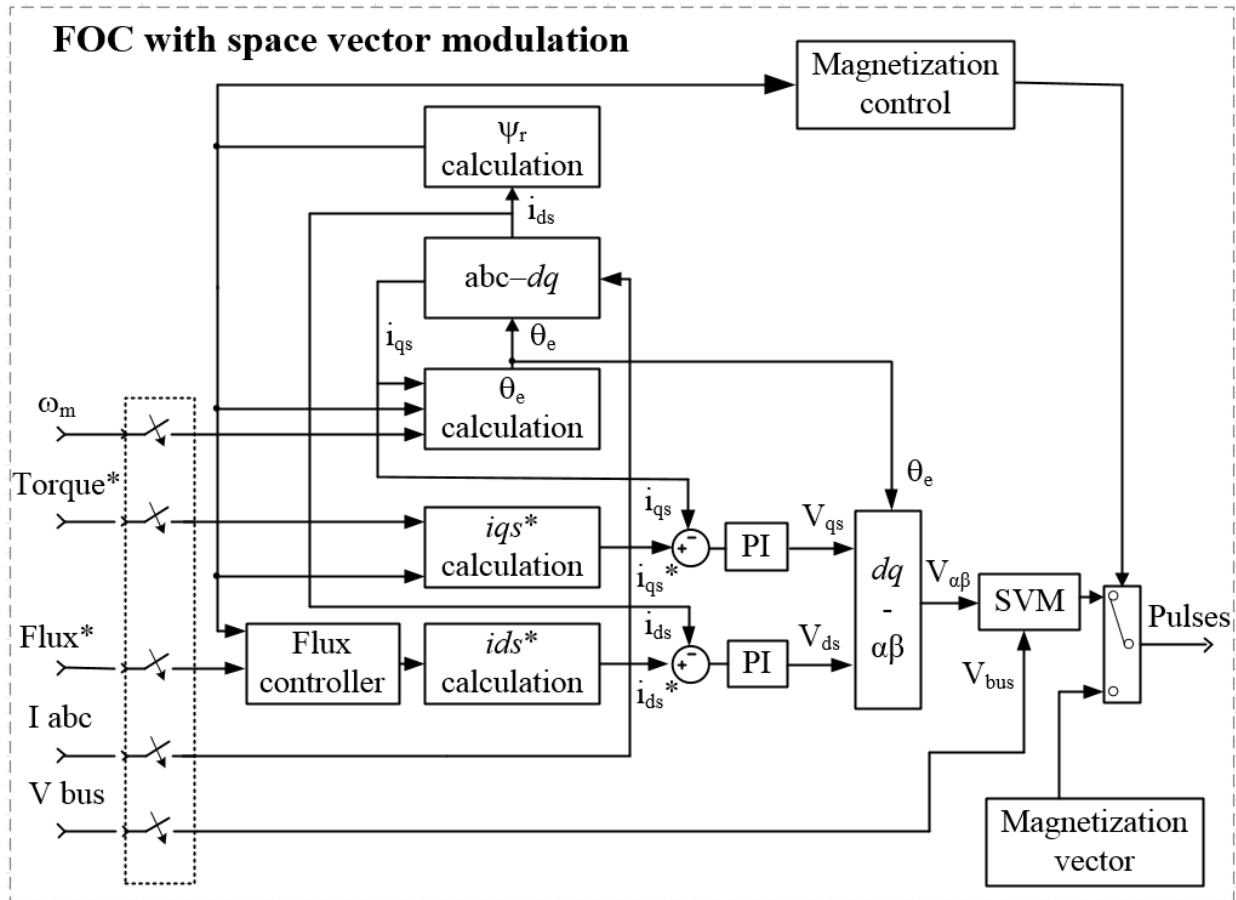 FOC with space vector modulation
Magnetization
control
ψr
calculation
ids
abc–dq
iqs
θe
θe
calculation
ωm
Torque*
iqs*
calculation
iqs
iqs*
+
-
PI
Vqs
θe
dq
-
αβ
Vαβ
SVM
Pulses
Flux*
Flux
controller
ids*
calculation
ids
ids*
+
-
PI
Vds
Vbus
I abc
V bus
Magnetization
vector